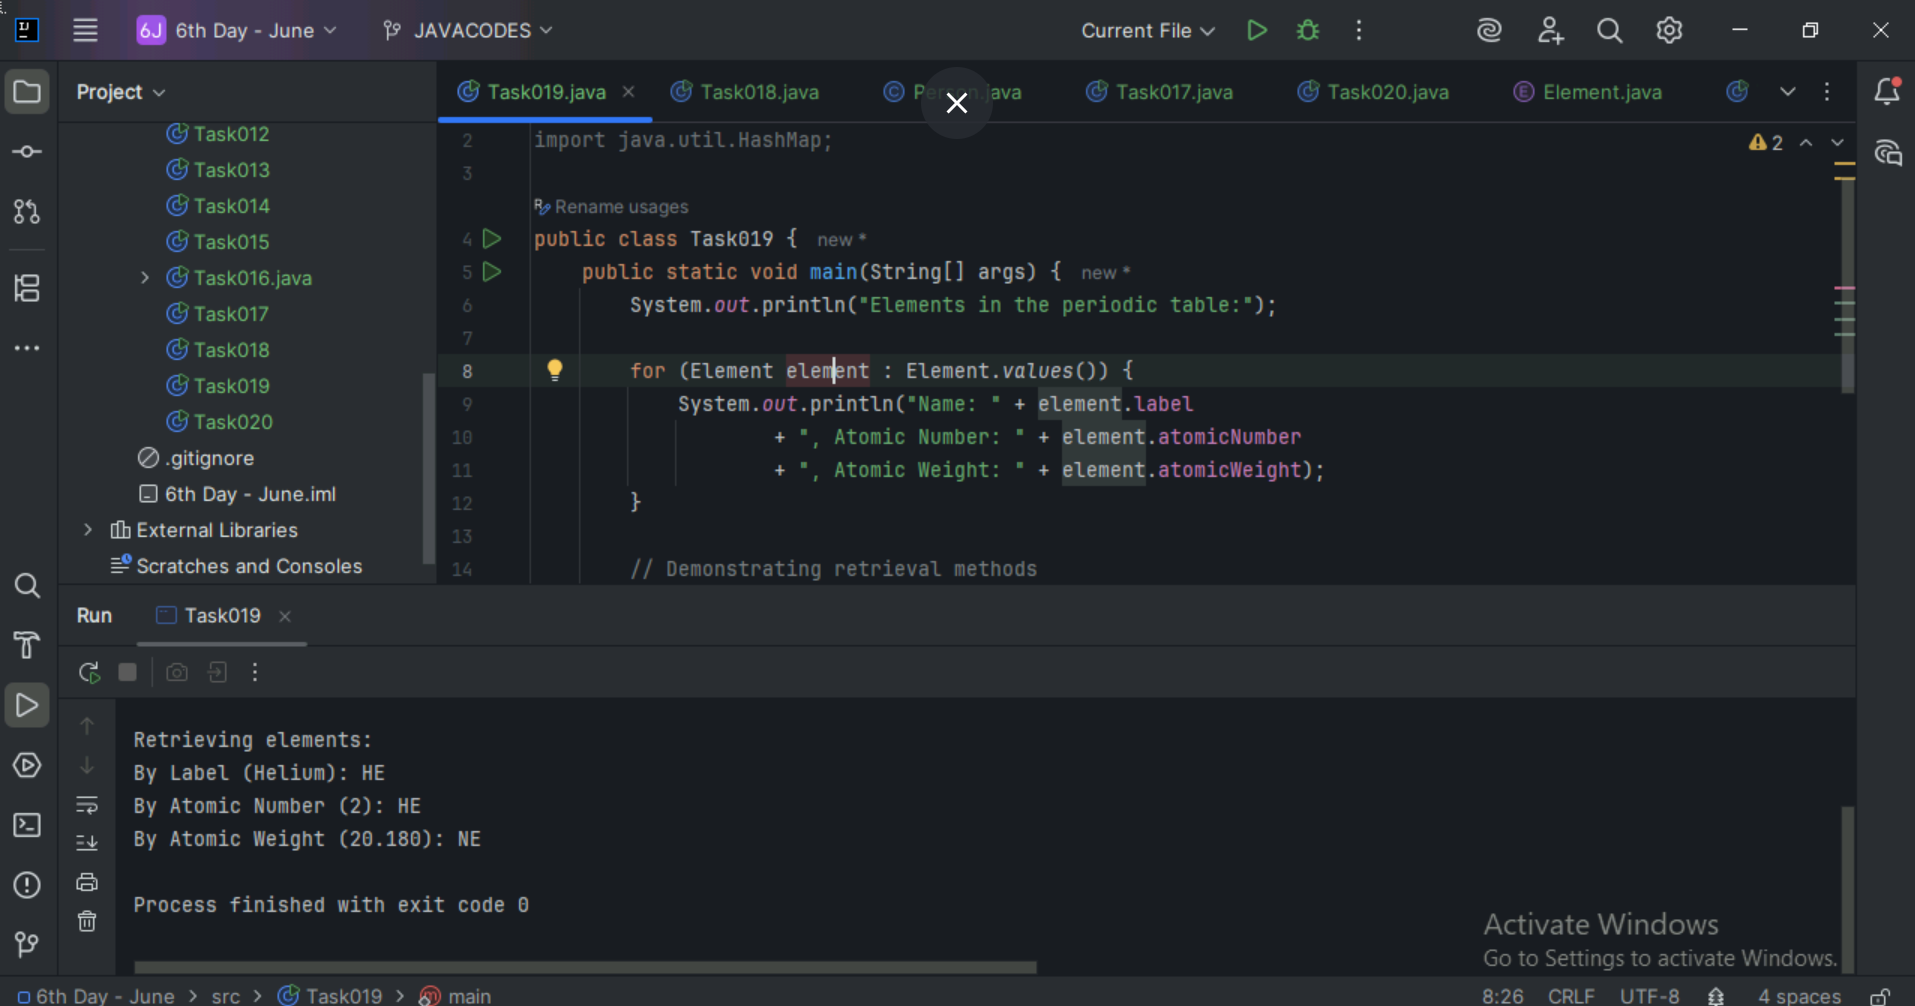 6J 6th Day - June JAVACODES Current File
Project
Task012
Task013
Task014
Task015
Task016.java
Task017
Task018
Task019
Task020
.gitignore
6th Day - June.iml
External Libraries
Scratches and Consoles
Task019.java Task018.java Task017.java Task020.java Element.java
2 import java.util.HashMap;
2
3
Rename usages
4 public class Task019 { new *
5 public static void main(String[] args) { new *
6 System.out.println("Elements in the periodic table:");
7
8 for (Element element : Element.values()) {
9 System.out.println("Name: " + element.label
10 + ", Atomic Number: " + element.atomicNumber
11 + ", Atomic Weight: " + element.atomicWeight);
12 }
13
14 // Demonstrating retrieval methods
Run Task019
Retrieving elements:
By Label (Helium): HE
By Atomic Number (2): HE
By Atomic Weight (20.180): NE
Process finished with exit code 0
Activate Windows
Go to Settings to activate Windows.
6th Day - June > src > Task019 > main 8:26 CRLF UTF-8 4 spaces